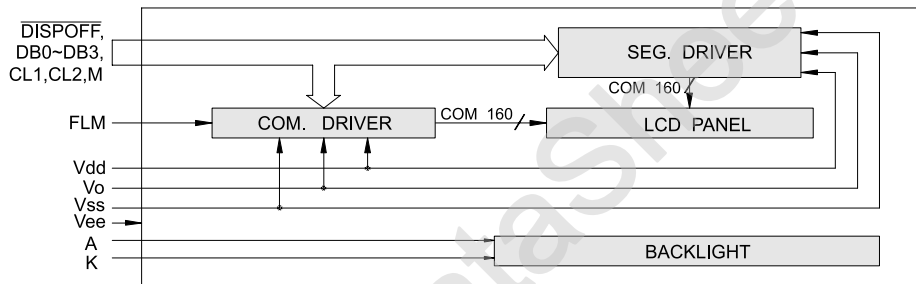 DISPOFF,
DB0~DB3,
CL1,CL2,M
SEG. DRIVER
COM 160
FLM
COM. DRIVER
COM 160
LCD PANEL
Vdd
Vo
Vss
Vee
A
K
BACKLIGHT
taShee